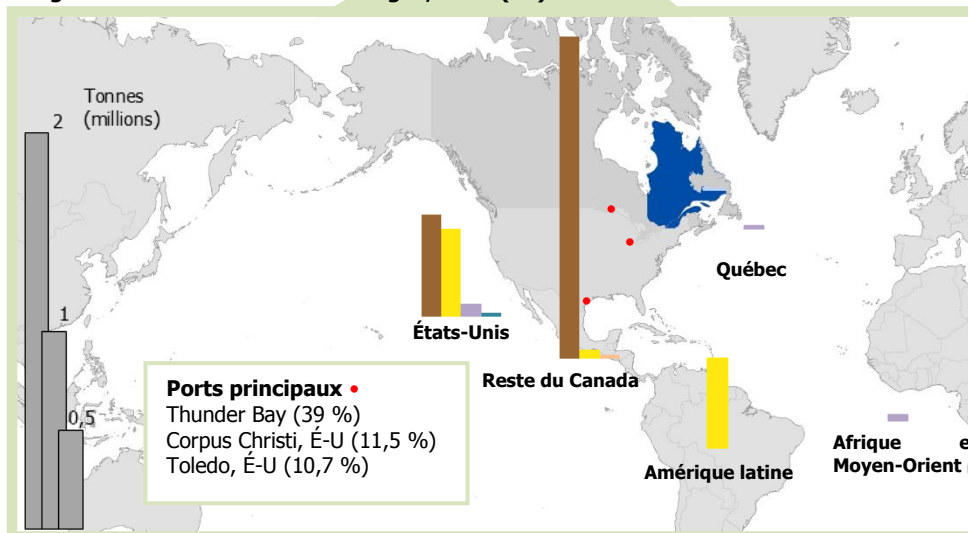 Tonnes
(millions)
2
1
0,5
Québec
États-Unis
Reste du Canada
Amérique latine
Afrique e
Moyen-Orient
Ports principaux
Thunder Bay (39 %)
Corpus Christi, É-U (11,5 %)
Toledo, É-U (10,7 %)